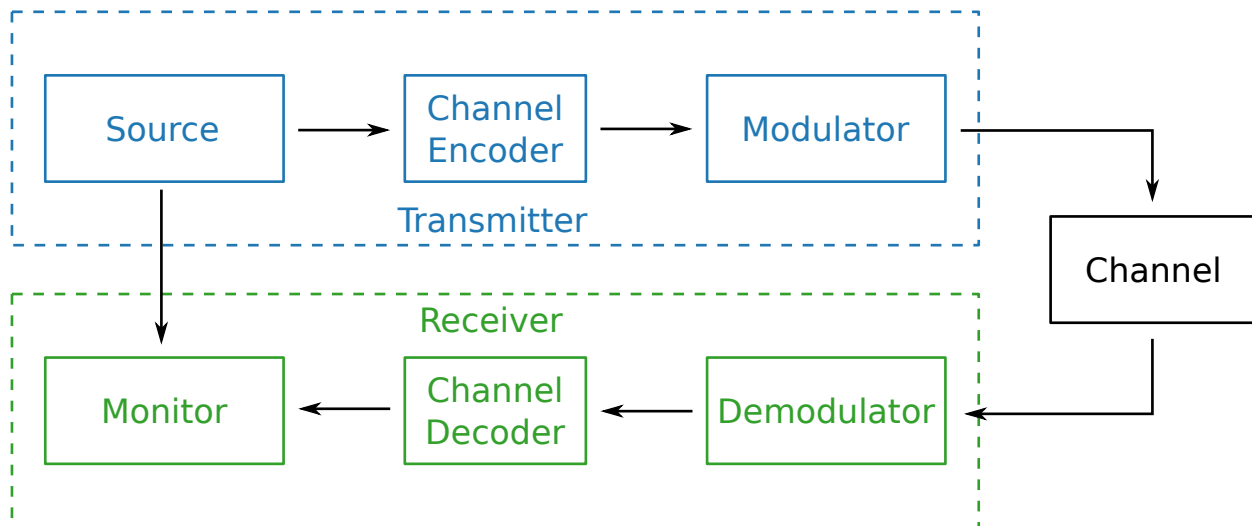 Source
Channel
Encoder
Modulator
Transmitter
Channel
Receiver
Monitor
Channel
Decoder
Demodulator